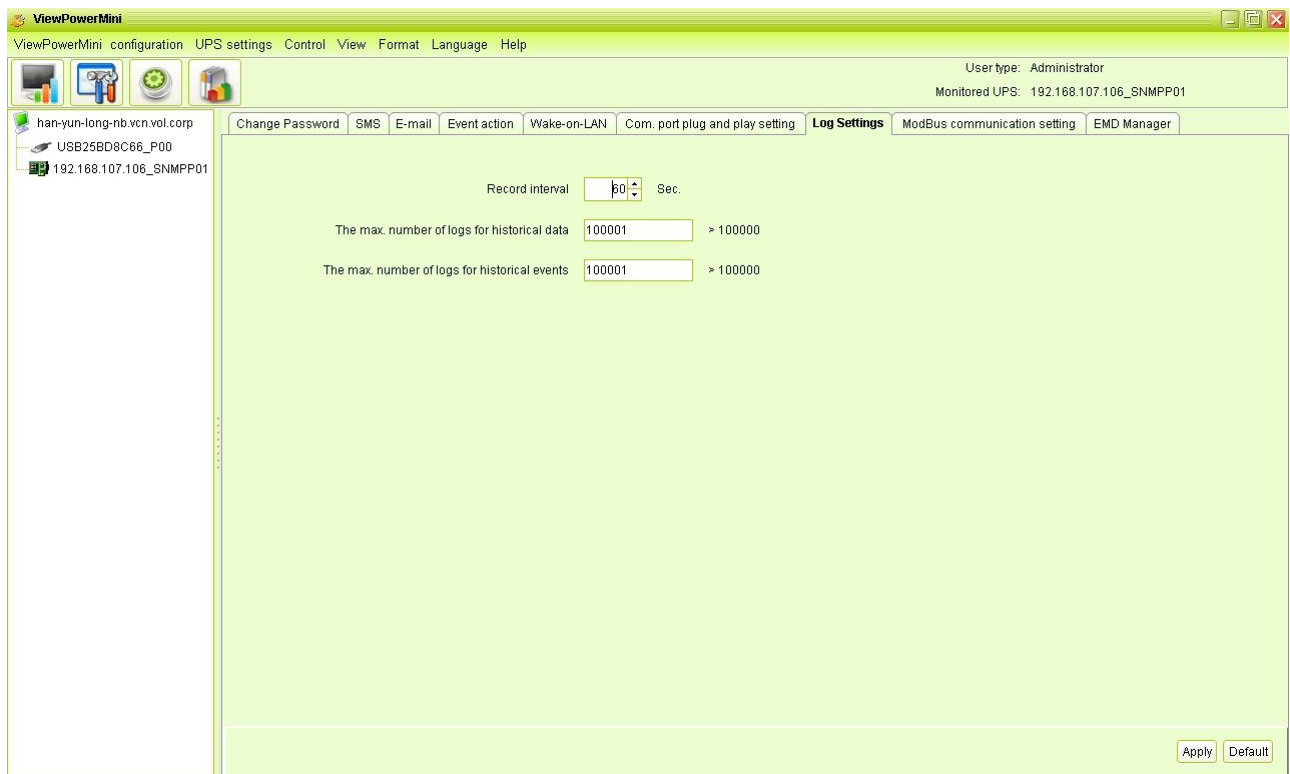 ViewPowerMini
ViewPowerMini configuration UPS settings Control View Format Language Help
User type: Administrator
Monitored UPS: 192.168.107.106_SNMPP01
han-yun-long-nb.vcn.vol.corp
USB25BD8C66_P00
192.168.107.106_SNMPP01
Change Password SMS E-mail Event action Wake-on-LAN Com. port plug and play setting Log Settings ModBus communication setting EMD Manager
Record interval 60 Sec.
The max. number of logs for historical data 100001 > 100000
The max. number of logs for historical events 100001 > 100000
Apply Default